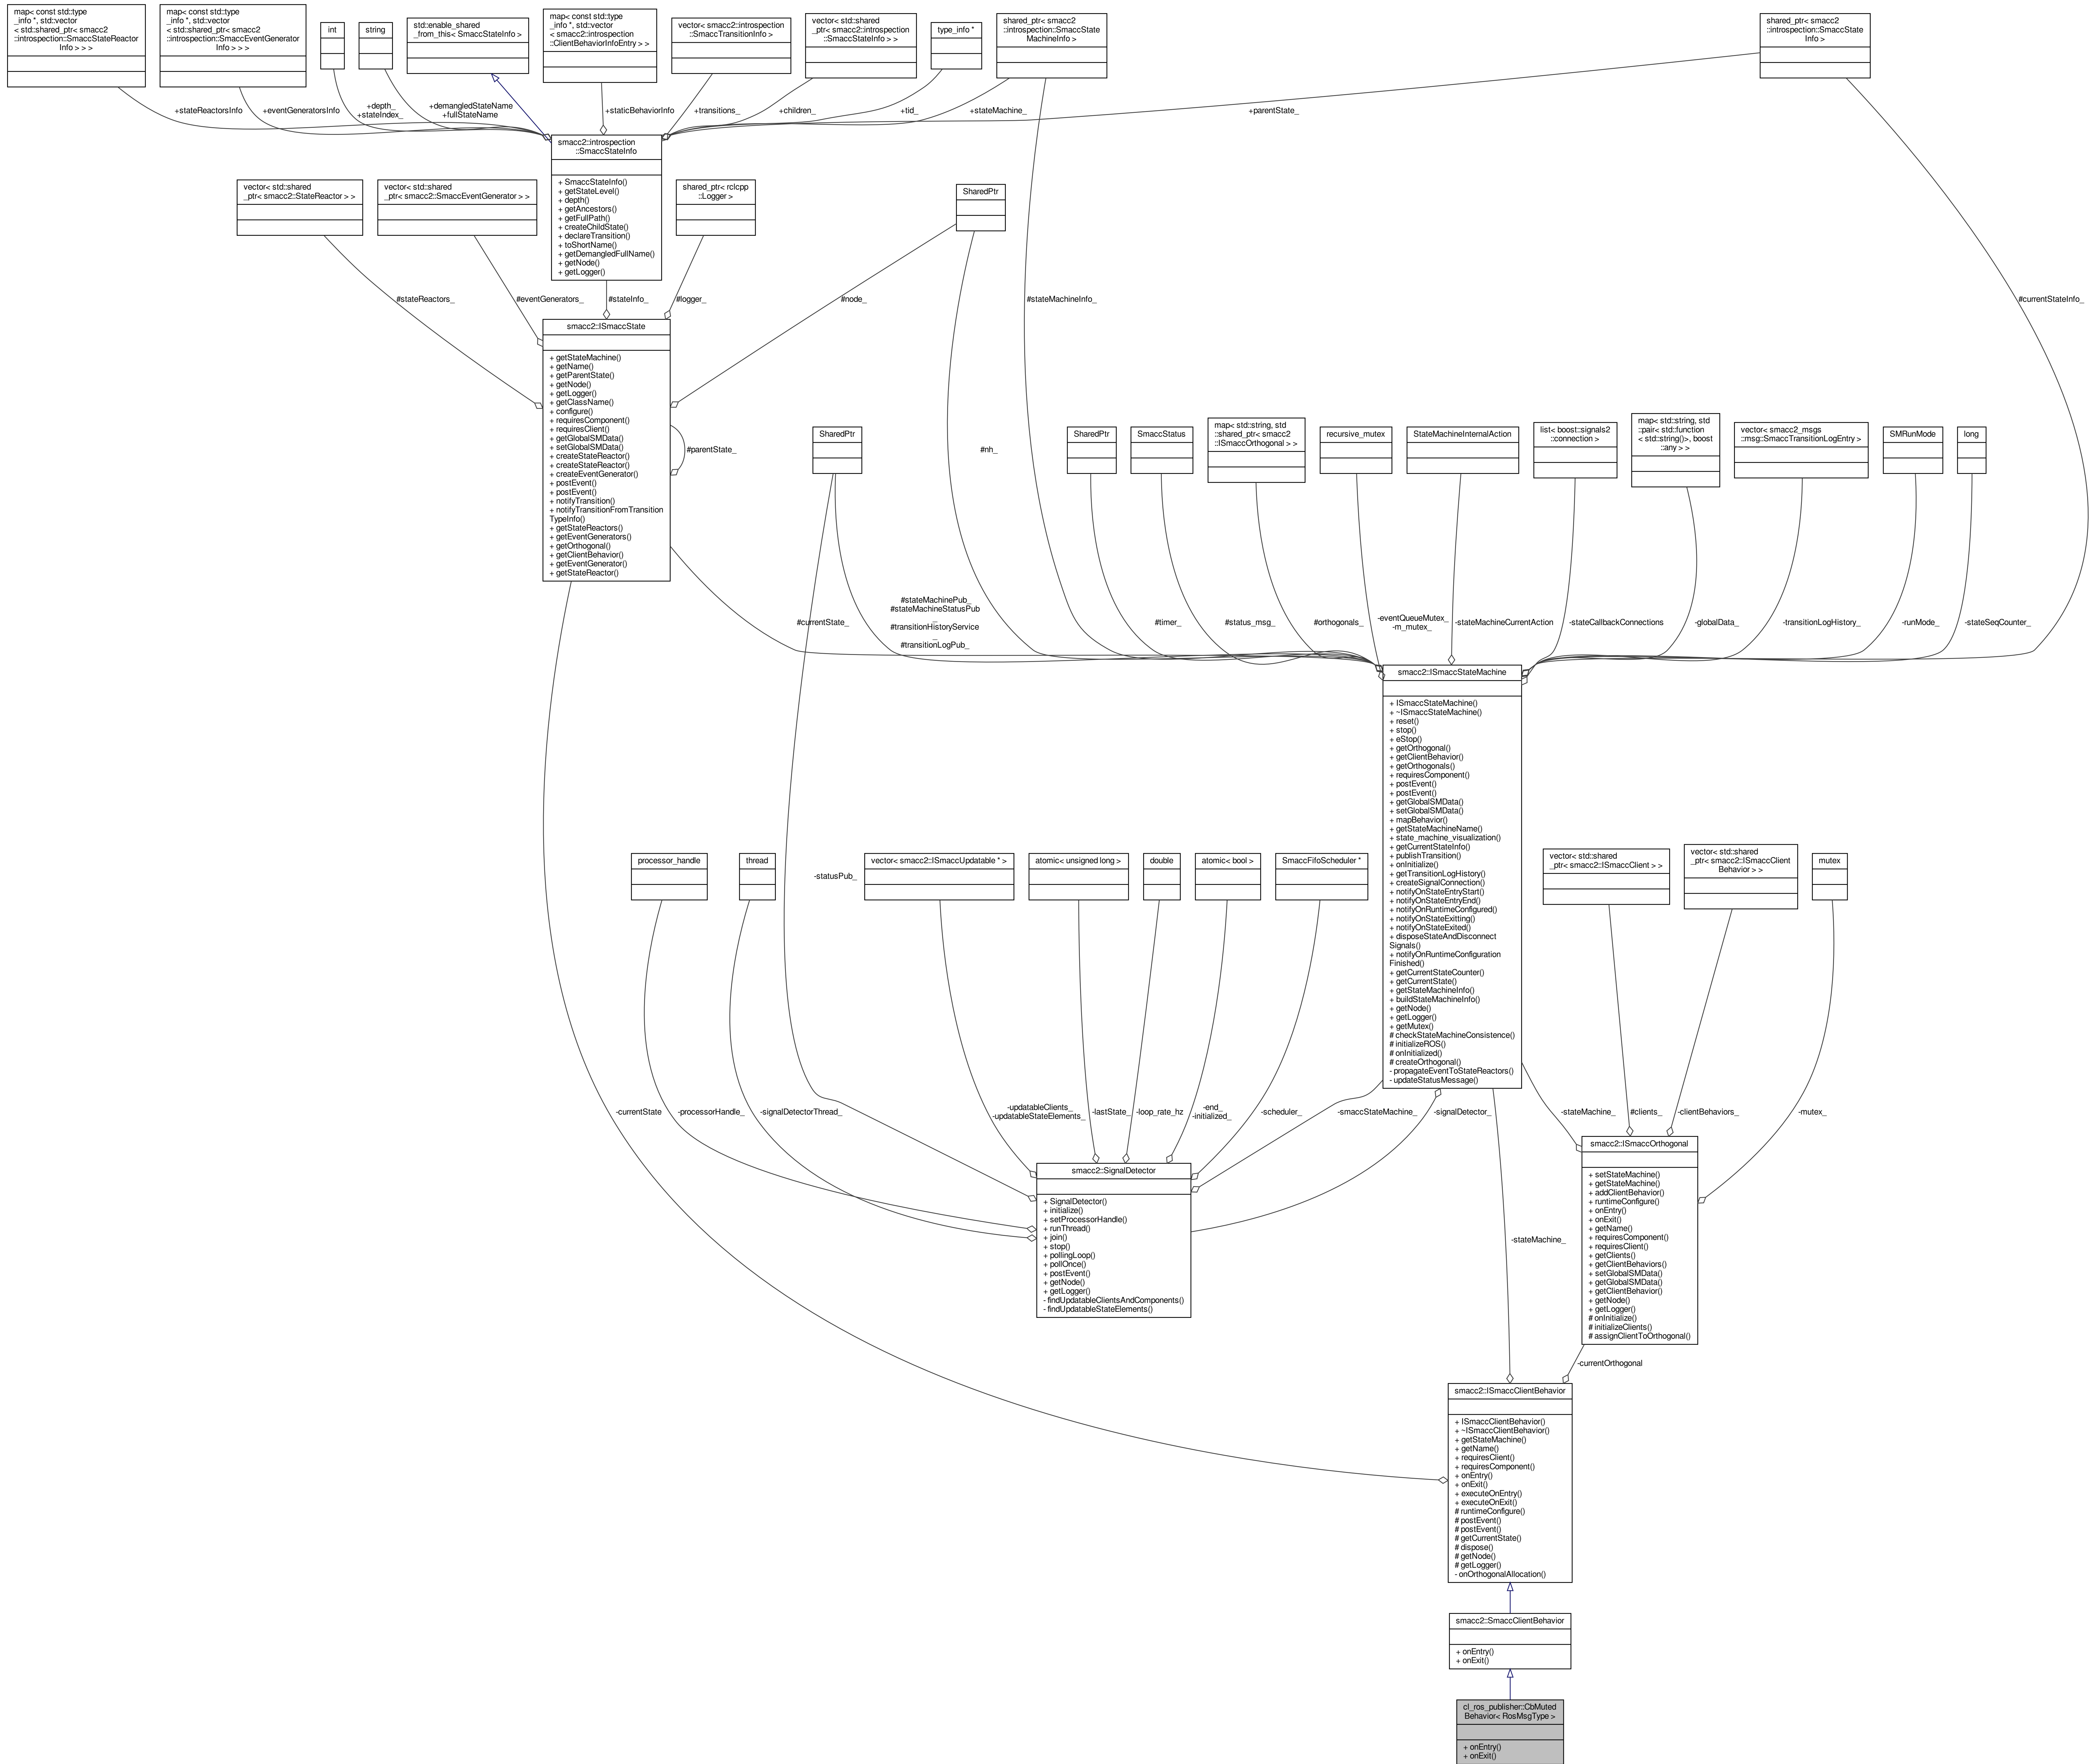 map< const std::type
_info *, std::vector
< std::shared_ptr< smacc2
::introspection::SmaccStateReactor
Info > > >
map< const std::type
_info *, std::vector
< std::shared_ptr< smacc2
::introspection::SmaccEventGenerator
Info > > >
int
string
std::enable_shared
_from_this< SmaccStateInfo >
map< const std::type
_info *, std::vector
< smacc2::introspection
::ClientBehaviorInfoEntry > >
vector< smacc2::introspection
::SmaccTransitionInfo >
vector< std::shared
_ptr< smacc2::introspection
::SmaccStateInfo > >
type_info *
shared_ptr< smacc2
::introspection::SmaccState
MachineInfo >
shared_ptr< smacc2
::introspection::SmaccState
Info >
+stateReactorsInfo
+eventGeneratorsInfo
+depth_
+stateIndex_
+demangledStateName
+fullStateName
+staticBehaviorInfo
+transitions_
+children_
+tid_
+stateMachine_
+parentState_
smacc2::introspection
::SmaccStateInfo
+ SmaccStateInfo()
+ getStateLevel()
+ depth()
+ getAncestors()
+ getFullPath()
+ createChildState()
+ declareTransition()
+ toShortName()
+ getDemangledFullName()
+ getNode()
+ getLogger()
vector< std::shared
_ptr< smacc2::StateReactor > >
vector< std::shared
_ptr< smacc2::SmaccEventGenerator > >
shared_ptr< rclcpp
::Logger >
SharedPtr
#stateReactors_
#eventGenerators_
#stateInfo_
#logger_
#node_
#stateMachineInfo_
#currentStateInfo_
smacc2::ISmaccState
+ getStateMachine()
+ getName()
+ getParentState()
+ getNode()
+ getLogger()
+ getClassName()
+ configure()
+ requiresComponent()
+ requiresClient()
+ getGlobalSMData()
+ setGlobalSMData()
+ createStateReactor()
+ createStateReactor()
+ createEventGenerator()
+ postEvent()
+ postEvent()
+ notifyTransition()
+ notifyTransitionFromTransition
TypeInfo()
+ getStateReactors()
+ getEventGenerators()
+ getOrthogonal()
+ getClientBehavior()
+ getEventGenerator()
+ getStateReactor()
#parentState_
#nh_
SharedPtr
SharedPtr
SmaccStatus
map< std::string, std
::shared_ptr< smacc2
::ISmaccOrthogonal > >
recursive_mutex
StateMachineInternalAction
list< boost::signals2
::connection >
map< std::string, std
::pair< std::function
< std::string()>, boost
::any > >
vector< smacc2_msgs
::msg::SmaccTransitionLogEntry >
SMRunMode
long
#currentState_
#stateMachinePub_
#stateMachineStatusPub
_
#transitionHistoryService
_
#transitionLogPub_
#timer_
#status_msg_
#orthogonals_
-eventQueueMutex_
-m_mutex_
-stateMachineCurrentAction
-stateCallbackConnections
-globalData_
-transitionLogHistory_
-runMode_
-stateSeqCounter_
smacc2::ISmaccStateMachine
+ ISmaccStateMachine()
+ ~ISmaccStateMachine()
+ reset()
+ stop()
+ eStop()
+ getOrthogonal()
+ getClientBehavior()
+ getOrthogonals()
+ requiresComponent()
+ postEvent()
+ postEvent()
+ getGlobalSMData()
+ setGlobalSMData()
+ mapBehavior()
+ getStateMachineName()
+ state_machine_visualization()
+ getCurrentStateInfo()
+ publishTransition()
+ onInitialize()
+ getTransitionLogHistory()
+ createSignalConnection()
+ notifyOnStateEntryStart()
+ notifyOnStateEntryEnd()
+ notifyOnRuntimeConfigured()
+ notifyOnStateExitting()
+ notifyOnStateExited()
+ disposeStateAndDisconnect
Signals()
+ notifyOnRuntimeConfiguration
Finished()
+ getCurrentStateCounter()
+ getCurrentState()
+ getStateMachineInfo()
+ buildStateMachineInfo()
+ getNode()
+ getLogger()
+ getMutex()
# checkStateMachineConsistence()
# initializeROS()
# onInitialized()
# createOrthogonal()
- propagateEventToStateReactors()
- updateStatusMessage()
processor_handle
thread
-statusPub_
vector< smacc2::ISmaccUpdatable * >
atomic< unsigned long >
double
atomic< bool >
SmaccFifoScheduler *
vector< std::shared
_ptr< smacc2::ISmaccClient > >
vector< std::shared
_ptr< smacc2::ISmaccClient
Behavior > >
mutex
-currentState
-processorHandle_
-signalDetectorThread_
-updatableClients_
-updatableStateElements_
-lastState_
-loop_rate_hz
-end_
-initialized_
-scheduler_
-smaccStateMachine_
-signalDetector_
-stateMachine_
#clients_
-clientBehaviors_
-mutex_
smacc2::SignalDetector
+ SignalDetector()
+ initialize()
+ setProcessorHandle()
+ runThread()
+ join()
+ stop()
+ pollingLoop()
+ pollOnce()
+ postEvent()
+ getNode()
+ getLogger()
- findUpdatableClientsAndComponents()
- findUpdatableStateElements()
smacc2::ISmaccOrthogonal
+ setStateMachine()
+ getStateMachine()
+ addClientBehavior()
+ runtimeConfigure()
+ onEntry()
+ onExit()
+ getName()
+ requiresComponent()
+ requiresClient()
+ getClients()
+ getClientBehaviors()
+ setGlobalSMData()
+ getGlobalSMData()
+ getClientBehavior()
+ getNode()
+ getLogger()
# onInitialize()
# initializeClients()
# assignClientToOrthogonal()
-stateMachine_
-currentOrthogonal
smacc2::ISmaccClientBehavior
+ ISmaccClientBehavior()
+ ~ISmaccClientBehavior()
+ getStateMachine()
+ getName()
+ requiresClient()
+ requiresComponent()
+ onEntry()
+ onExit()
+ executeOnEntry()
+ executeOnExit()
# runtimeConfigure()
# postEvent()
# postEvent()
# getCurrentState()
# dispose()
# getNode()
# getLogger()
- onOrthogonalAllocation()
smacc2::SmaccClientBehavior
+ onEntry()
+ onExit()
cl_ros_publisher::CbMuted
Behavior< RosMsgType >
+ onEntry()
+ onExit()